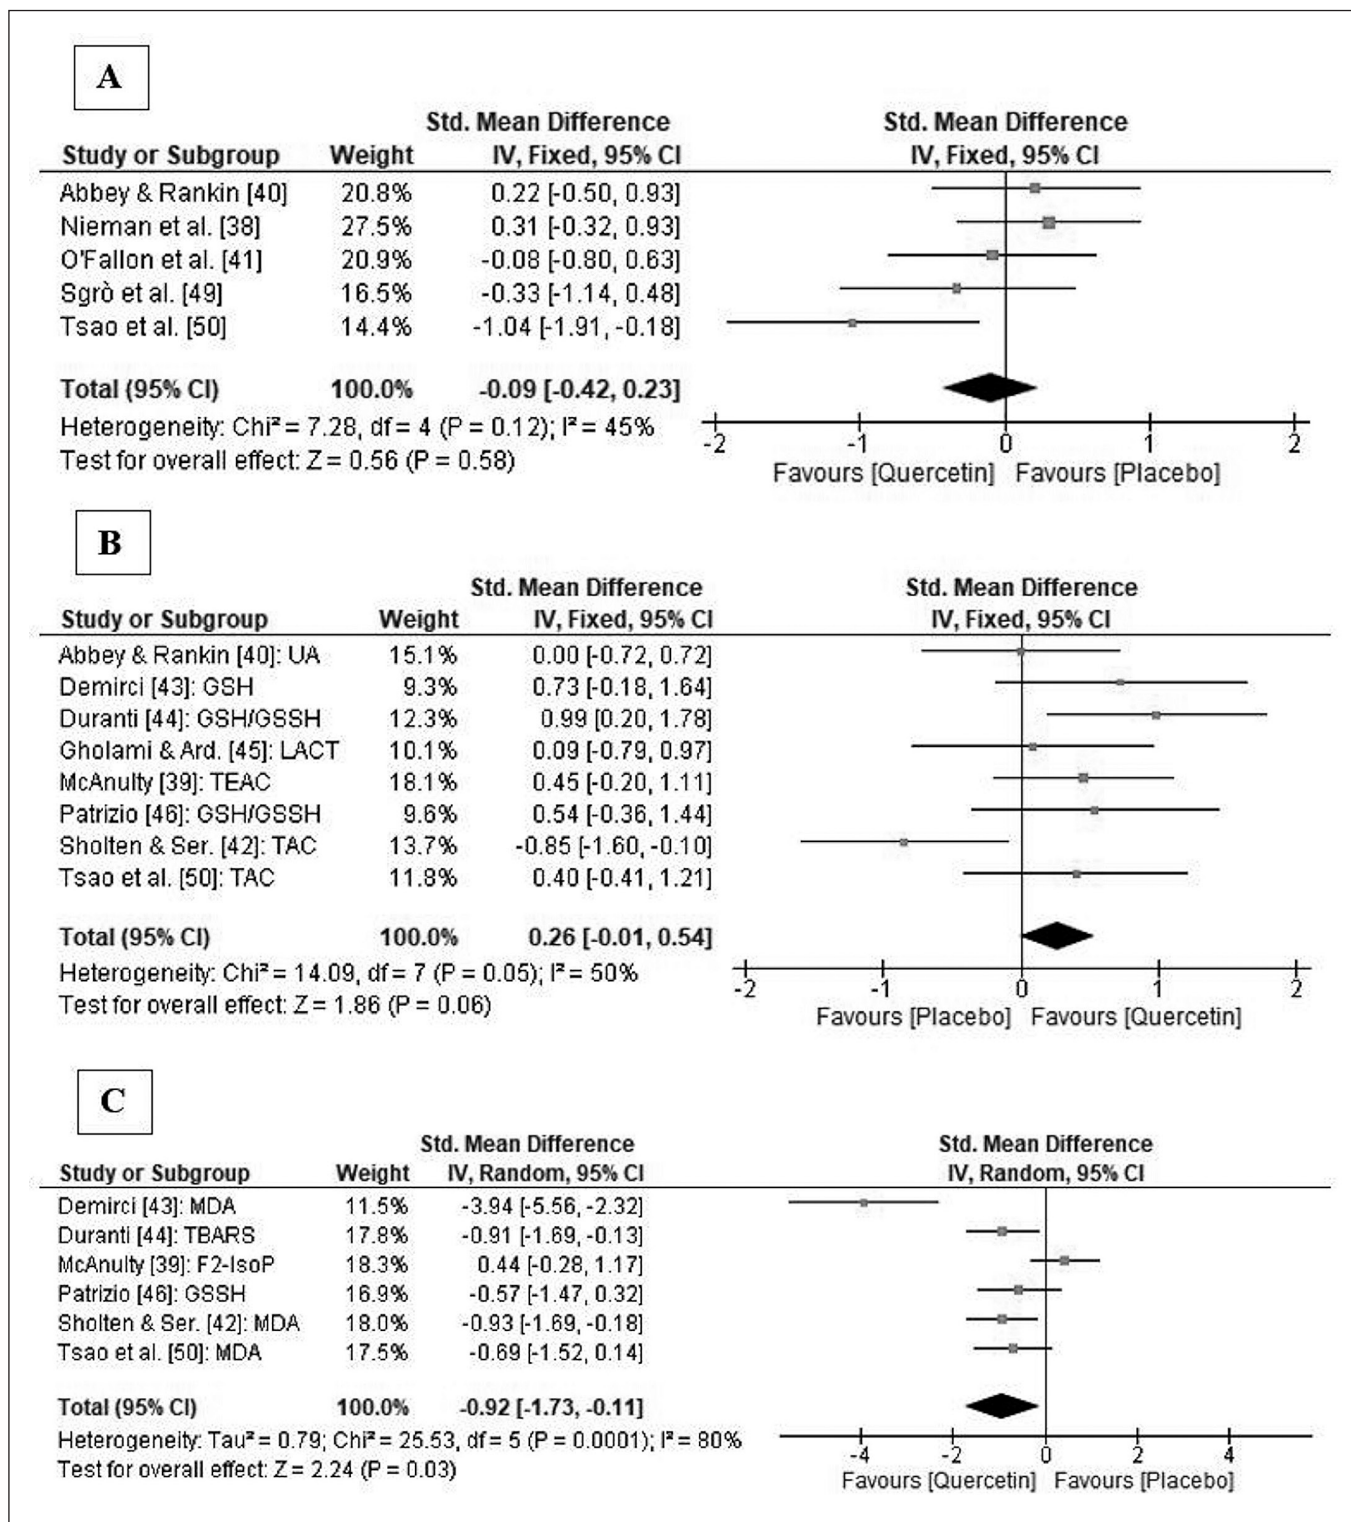 A
Std. Mean Difference Std. Mean Difference
Study or Subgroup Weight IV, Fixed, 95% CI IV, Fixed, 95% CI
Abbey & Rankin [40] 20.8% 0.22 [-0.50, 0.93]
Nieman et al. [38] 27.5% 0.31 [-0.32, 0.93]
O'Fallon et al. [41] 20.9% -0.08 [-0.80, 0.63]
Sgrò et al. [49] 16.5% -0.33 [-1.14, 0.48]
Tsao et al. [50] 14.4% -1.04 [-1.91, -0.18]
Total (95% CI) 100.0% -0.09 [-0.42, 0.23]
Heterogeneity: Chi² = 7.28, df = 4 (P = 0.12); I² = 45%
Test for overall effect: Z = 0.56 (P = 0.58)
-2 -1 0 1 2
Favours [Quercetin] Favours [Placebo]
B
Std. Mean Difference Std. Mean Difference
Study or Subgroup Weight IV, Fixed, 95% CI IV, Fixed, 95% CI
Abbey & Rankin [40]: UA 15.1% 0.00 [-0.72, 0.72]
Demirci [43]: GSH 9.3% 0.73 [-0.18, 1.64]
Duranti [44]: GSH/GSSH 12.3% 0.99 [0.20, 1.78]
Gholami & Ard. [45]: LACT 10.1% 0.09 [-0.79, 0.97]
McAnulty [39]: TEAC 18.1% 0.45 [-0.20, 1.11]
Patrizio [46]: GSH/GSSH 9.6% 0.54 [-0.36, 1.44]
Sholten & Ser. [42]: TAC 13.7% -0.85 [-1.60, -0.10]
Tsao et al. [50]: TAC 11.8% 0.40 [-0.41, 1.21]
Total (95% CI) 100.0% 0.26 [-0.01, 0.54]
Heterogeneity: Chi² = 14.09, df = 7 (P = 0.05); I² = 50%
Test for overall effect: Z = 1.86 (P = 0.06)
-2 -1 0 1 2
Favours [Placebo] Favours [Quercetin]
C
Std. Mean Difference Std. Mean Difference
Study or Subgroup Weight IV, Random, 95% CI IV, Random, 95% CI
Demirci [43]: MDA 11.5% -3.94 [-5.56, -2.32]
Duranti [44]: TBARS 17.8% -0.91 [-1.69, -0.13]
McAnulty [39]: F2-IsoP 18.3% 0.44 [-0.28, 1.17]
Patrizio [46]: GSSH 16.9% -0.57 [-1.47, 0.32]
Sholten & Ser. [42]: MDA 18.0% -0.93 [-1.69, -0.18]
Tsao et al. [50]: MDA 17.5% -0.69 [-1.52, 0.14]
Total (95% CI) 100.0% -0.92 [-1.73, -0.11]
Heterogeneity: Tau² = 0.79; Chi² = 25.53, df = 5 (P = 0.0001); I² = 80%
Test for overall effect: Z = 2.24 (P = 0.03)
-4 -2 0 2 4
Favours [Quercetin] Favours [Placebo]